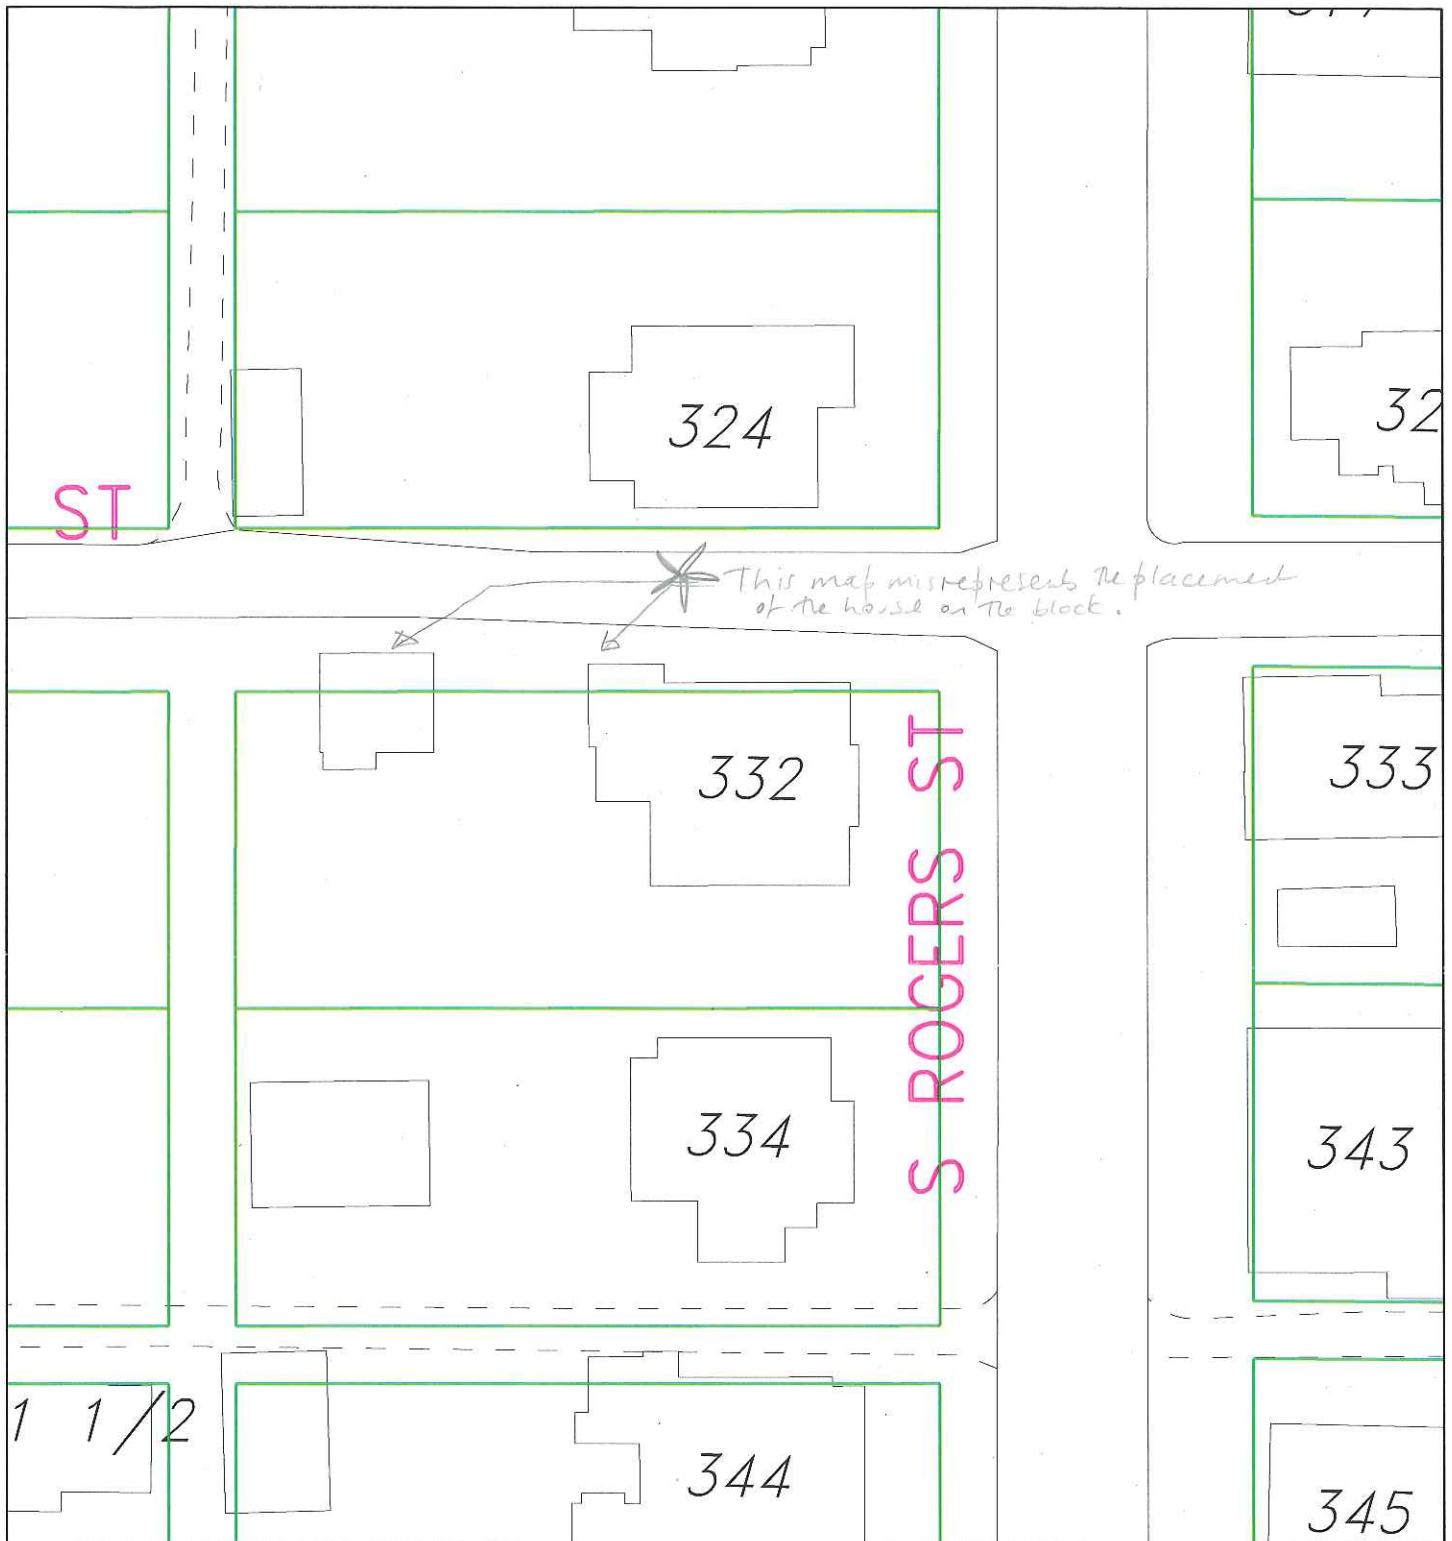 324
32
ST
This map misrepresents the placement
of the house on the block.
332
333
S ROGERS ST
334
343
1 1/2
344
345